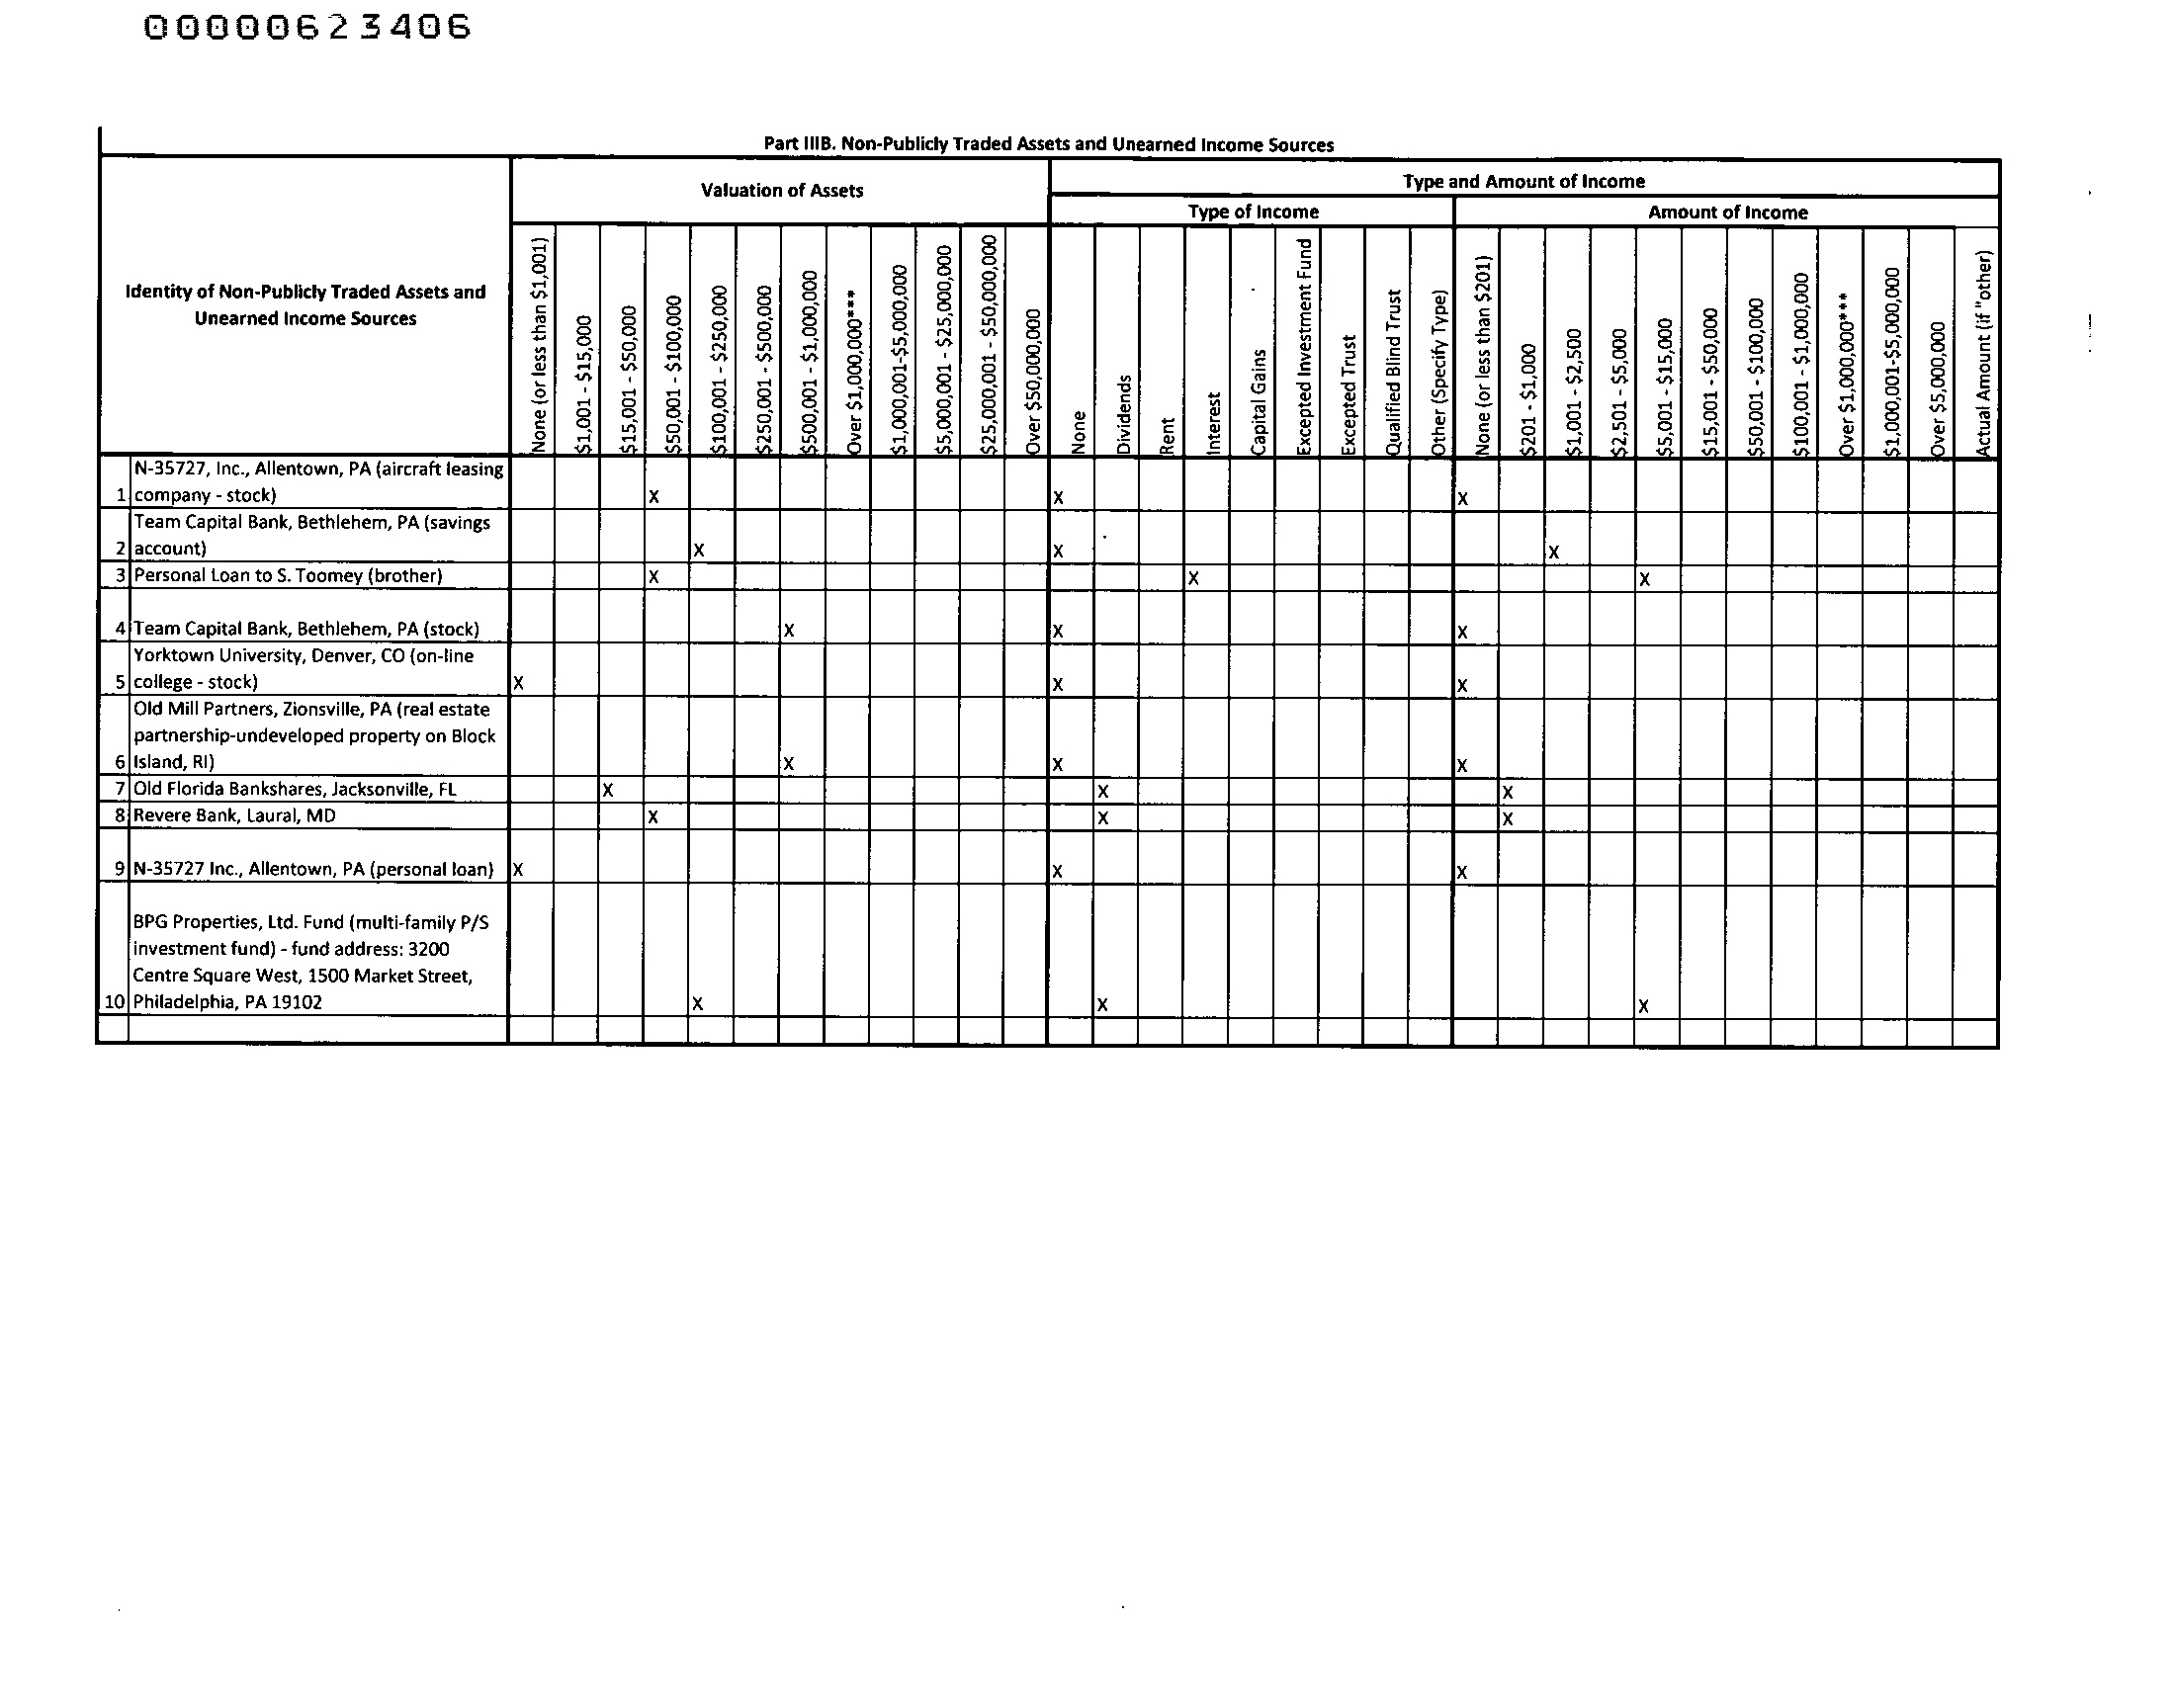 00000623406
Part IIIB. Non-Publicly Traded Assets and Unearned Income Sources
Identity of Non-Publicly Traded Assets and
Unearned Income Sources
Valuation of Assets
Type and Amount of Income
Type of Income
Amount of Income
None (or less than $1,001)
$1,001 - $15,000
$15,001 - $50,000
$50,001 - $100,000
$100,001 - $250,000
$250,001 - $500,000
$500,001 - $1,000,000
Over $1,000,000***
$1,000,001-$5,000,000
$5,000,001 - $25,000,000
$25,000,001 - $50,000,000
Over $50,000,000
None
Dividends
Rent
Interest
Capital Gains
Excepted Investment Fund
Excepted Trust
Qualified Blind Trust
Other (Specify Type)
None (or less than $201)
$201 - $1,000
$1,001 - $2,500
$2,501 - $5,000
$5,001 - $15,000
$15,001 - $50,000
$50,001 - $100,000
$100,001 - $1,000,000
Over $1,000,000***
$1,000,001-$5,000,000
Over $5,000,000
Actual Amount (if "other)
N-35727, Inc., Allentown, PA (aircraft leasing
1 company - stock) X X X
Team Capital Bank, Bethlehem, PA (savings
2 account) X X X
3 Personal Loan to S. Toomey (brother) X X X
4 Team Capital Bank, Bethlehem, PA (stock) X X X
Yorktown University, Denver, CO (on-line
5 college - stock) X X X
Old Mill Partners, Zionsville, PA (real estate
partnership-undeveloped property on Block
6 Island, RI) X X X
7 Old Florida Bankshares, Jacksonville, FL X X X
8 Revere Bank, Laural, MD X X X
9 N-35727 Inc., Allentown, PA (personal loan) X X X
BPG Properties, Ltd. Fund (multi-family P/S
investment fund) - fund address: 3200
Centre Square West, 1500 Market Street,
10 Philadelphia, PA 19102 X X X